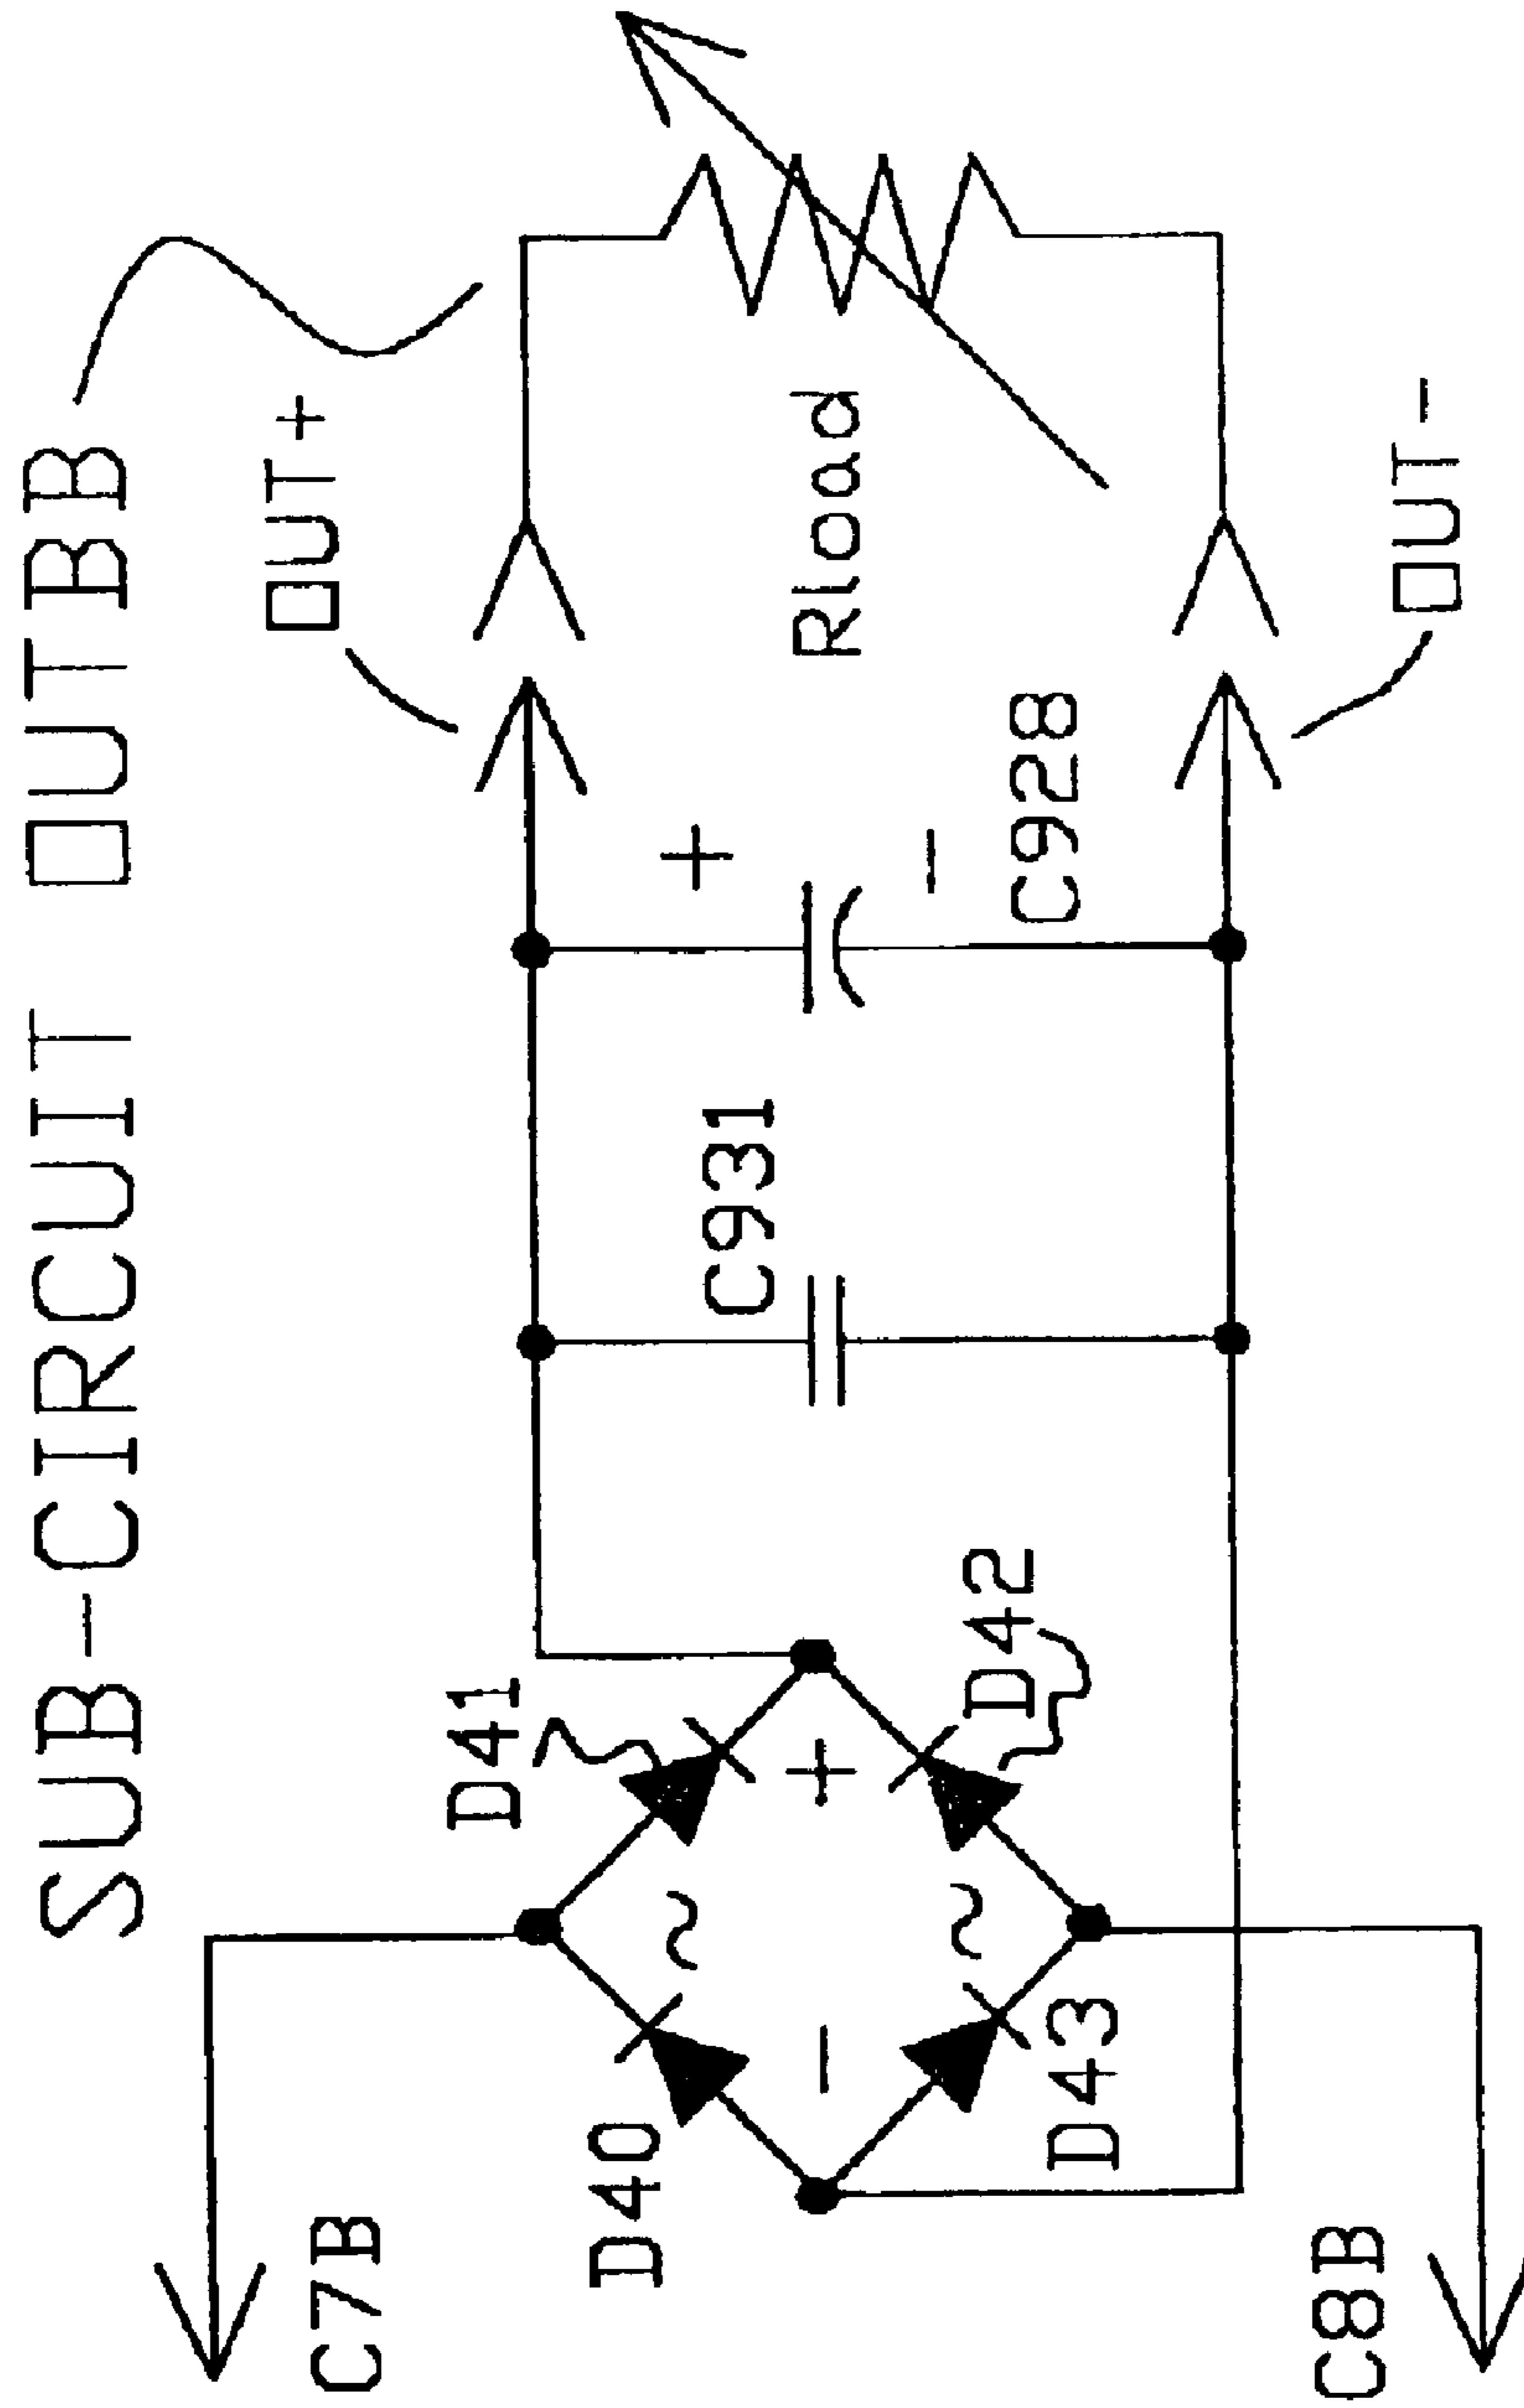 SUB-CIRCUIT OUTBB
C7B
D41
OUT+
D40
~
C931
+
- +
Rload
~
-
D43
D42
C928
C8B
OUT-